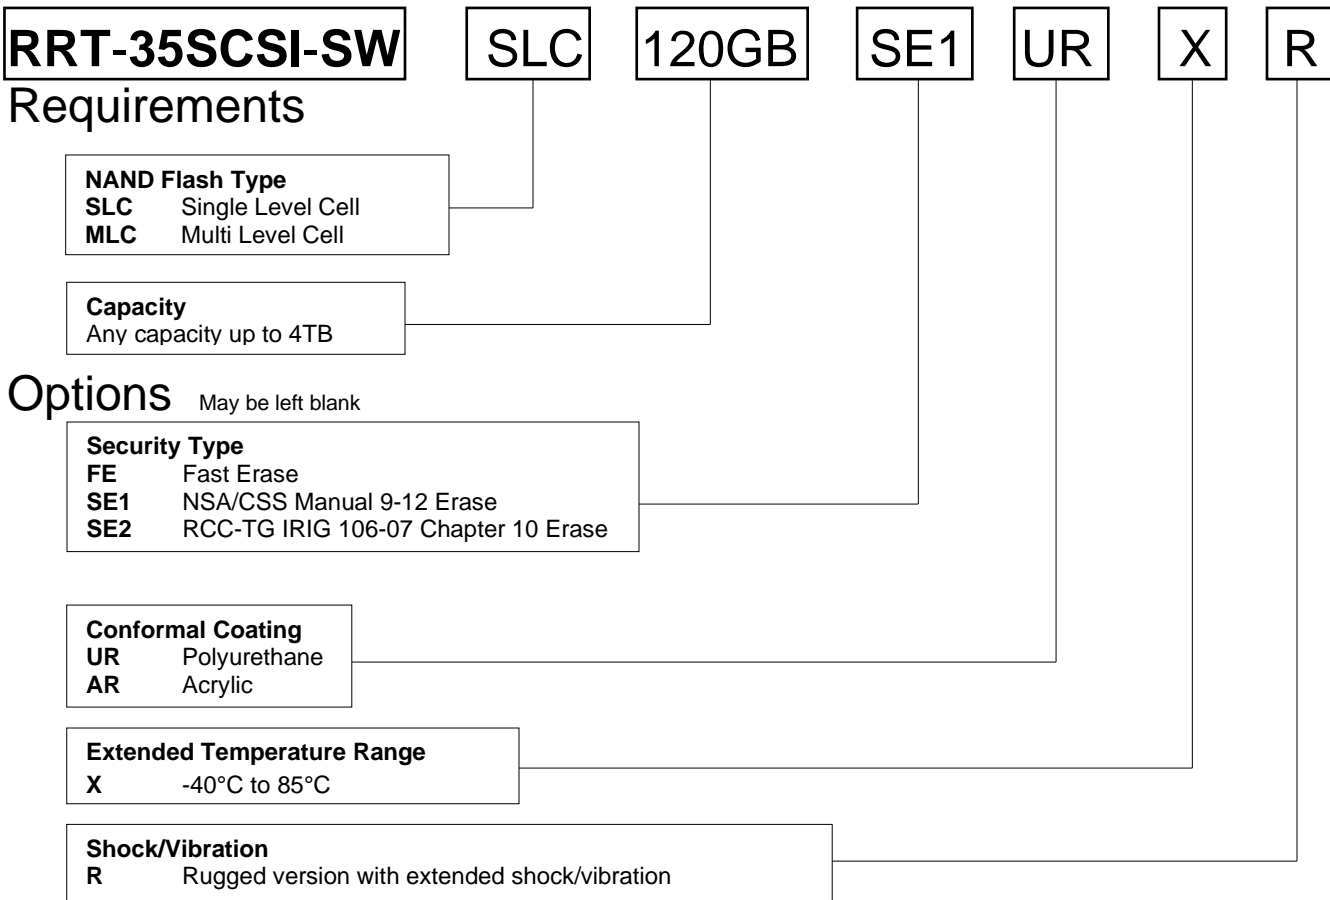 RRT-35SCSI-SW SLC 120GB SE1 UR X R
Requirements
NAND Flash Type
SLC Single Level Cell
MLC Multi Level Cell
Capacity
Any capacity up to 4TB
Options May be left blank
Security Type
FE Fast Erase
SE1 NSA/CSS Manual 9-12 Erase
SE2 RCC-TG IRIG 106-07 Chapter 10 Erase
Conformal Coating
UR Polyurethane
AR Acrylic
Extended Temperature Range
X -40°C to 85°C
Shock/Vibration
R Rugged version with extended shock/vibration